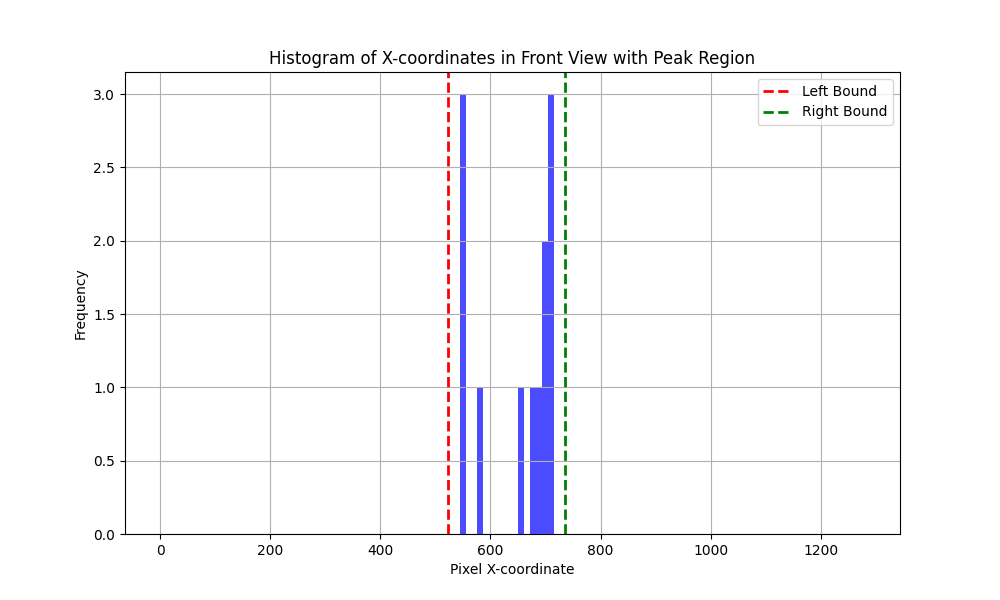 Histogram of X-coordinates in Front View with Peak Region
Left Bound
Right Bound
3.0
2.5
2.0
1.5
1.0
0.5
0.0
Frequency
0 200 400 600 800 1000 1200
Pixel X-coordinate